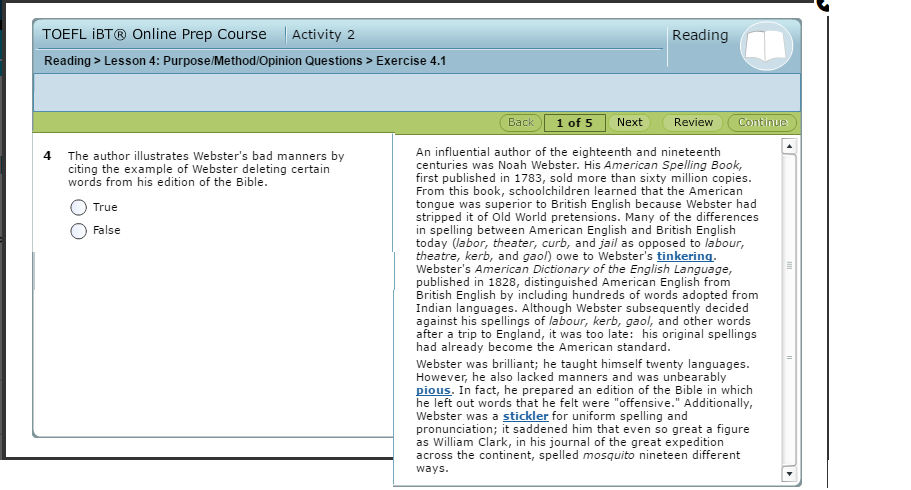 TOEFL iBT® Online Prep Course
Activity 2
Reading
Reading > Lesson 4: Purpose/Method/Opinion Questions > Exercise 4.1
Back
1 of 5
Next
Review
Continue
4 The author illustrates Webster's bad manners by
citing the example of Webster deleting certain
words from his edition of the Bible.
True
False
An influential author of the eighteenth and nineteenth
centuries was Noah Webster. His American Spelling Book,
first published in 1783, sold more than sixty million copies.
From this book, schoolchildren learned that the American
tongue was superior to British English because Webster had
stripped it of Old World pretensions. Many of the differences
in spelling between American English and British English
today (labor, theater, curb, and jail as opposed to labour,
theatre, kerb, and gaol) owe to Webster's tinkering.
Webster's American Dictionary of the English Language,
published in 1828, distinguished American English from
British English by including hundreds of words adopted from
Indian languages. Although Webster subsequently decided
against his spellings of labour, kerb, gaol, and other words
after a trip to England, it was too late: his original spellings
had already become the American standard.
Webster was brilliant; he taught himself twenty languages.
However, he also lacked manners and was unbearably
pious. In fact, he prepared an edition of the Bible in which
he left out words that he felt were "offensive." Additionally,
Webster was a stickler for uniform spelling and
pronunciation; it saddened him that even so great a figure
as William Clark, in his journal of the great expedition
across the continent, spelled mosquito nineteen different
ways.